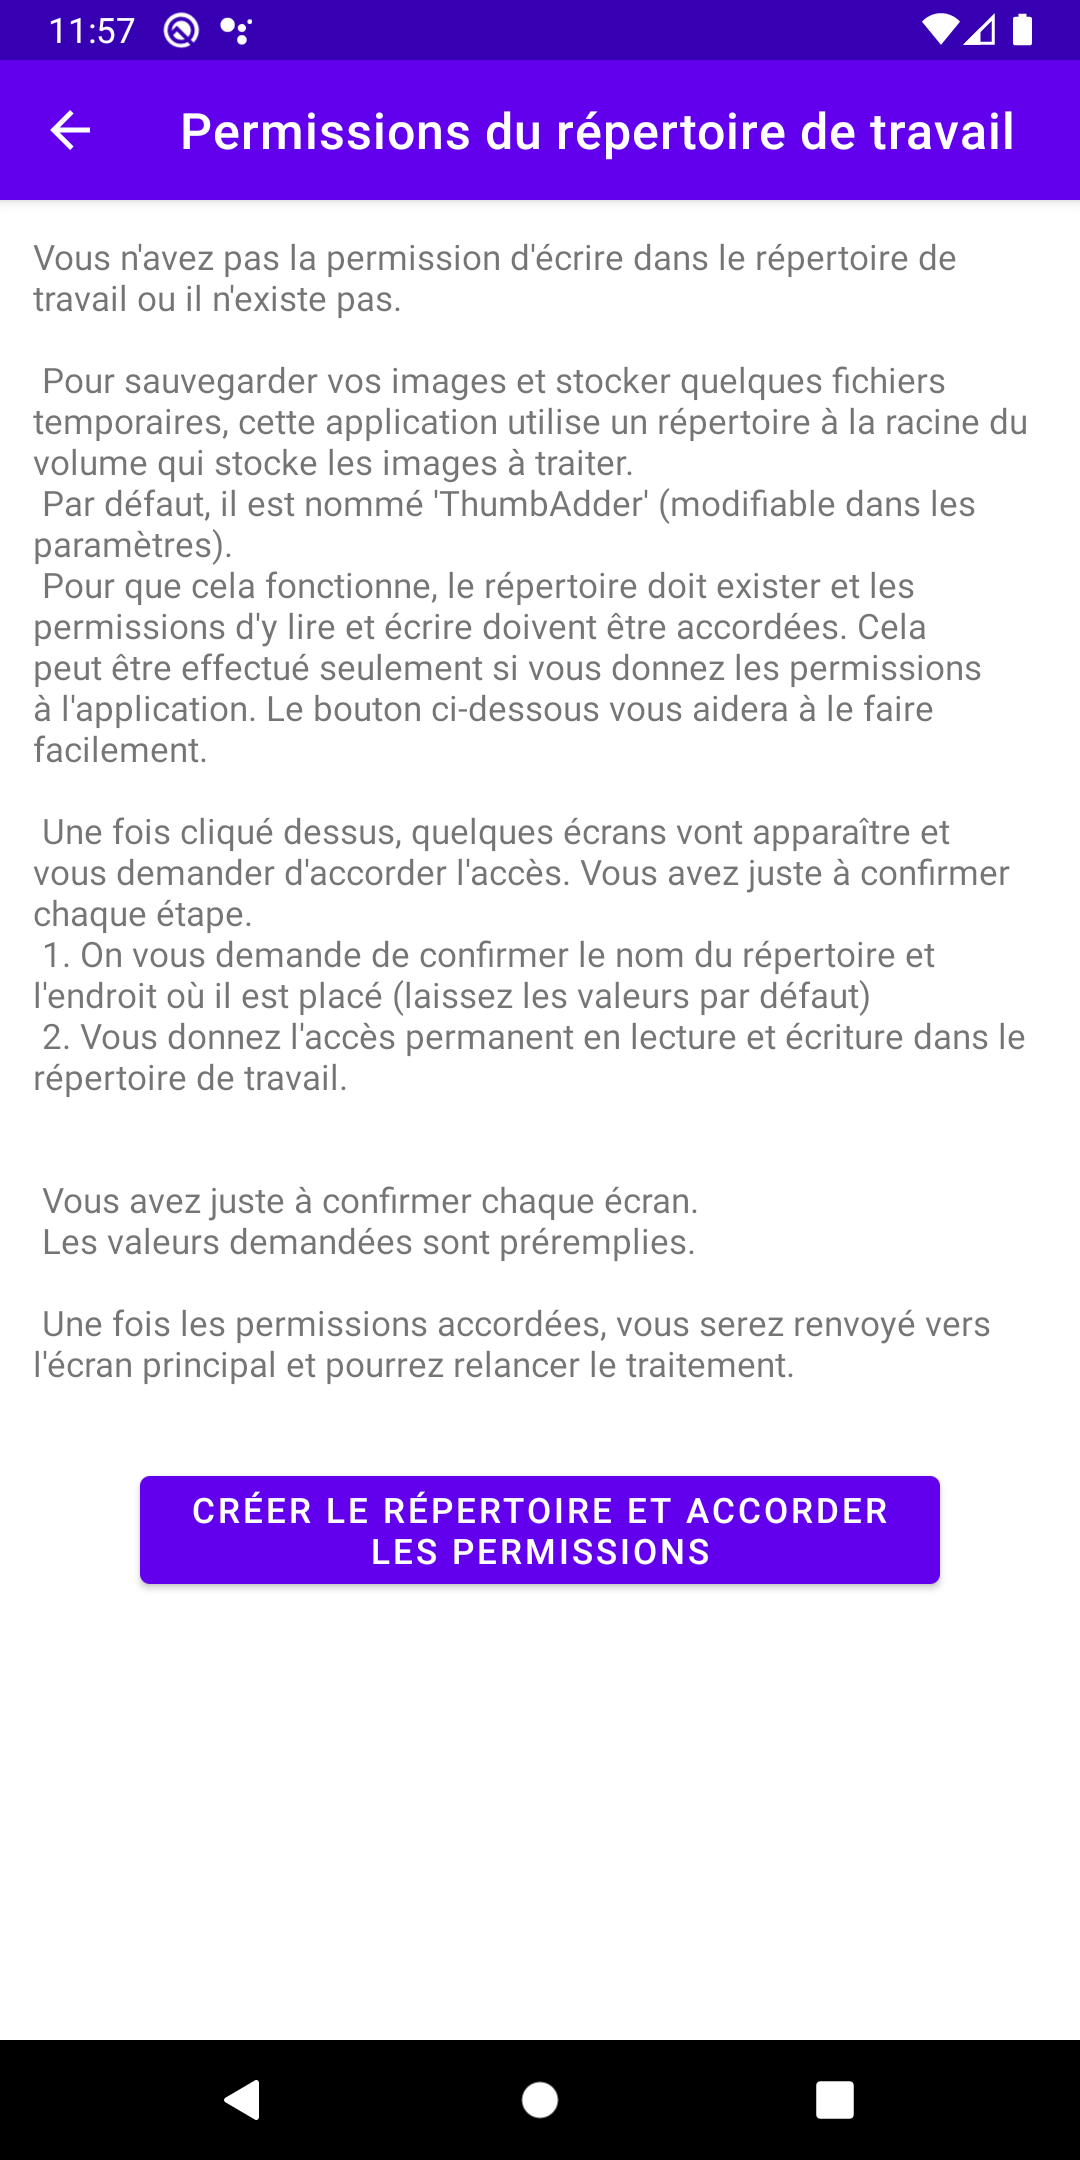 11:57
Permissions du répertoire de travail
Vous n'avez pas la permission d'écrire dans le répertoire de
travail ou il n'existe pas.
Pour sauvegarder vos images et stocker quelques fichiers
temporaires, cette application utilise un répertoire à la racine du
volume qui stocke les images à traiter.
Par défaut, il est nommé 'ThumbAdder' (modifiable dans les
paramètres).
Pour que cela fonctionne, le répertoire doit exister et les
permissions d'y lire et écrire doivent être accordées. Cela
peut être effectué seulement si vous donnez les permissions
à l'application. Le bouton ci-dessous vous aidera à le faire
facilement.
Une fois cliqué dessus, quelques écrans vont apparaître et
vous demander d'accorder l'accès. Vous avez juste à confirmer
chaque étape.
1. On vous demande de confirmer le nom du répertoire et
l'endroit où il est placé (laissez les valeurs par défaut)
2. Vous donnez l'accès permanent en lecture et écriture dans le
répertoire de travail.
Vous avez juste à confirmer chaque écran.
Les valeurs demandées sont préremplies.
Une fois les permissions accordées, vous serez renvoyé vers
l'écran principal et pourrez relancer le traitement.
CRÉER LE RÉPERTOIRE ET ACCORDER
LES PERMISSIONS